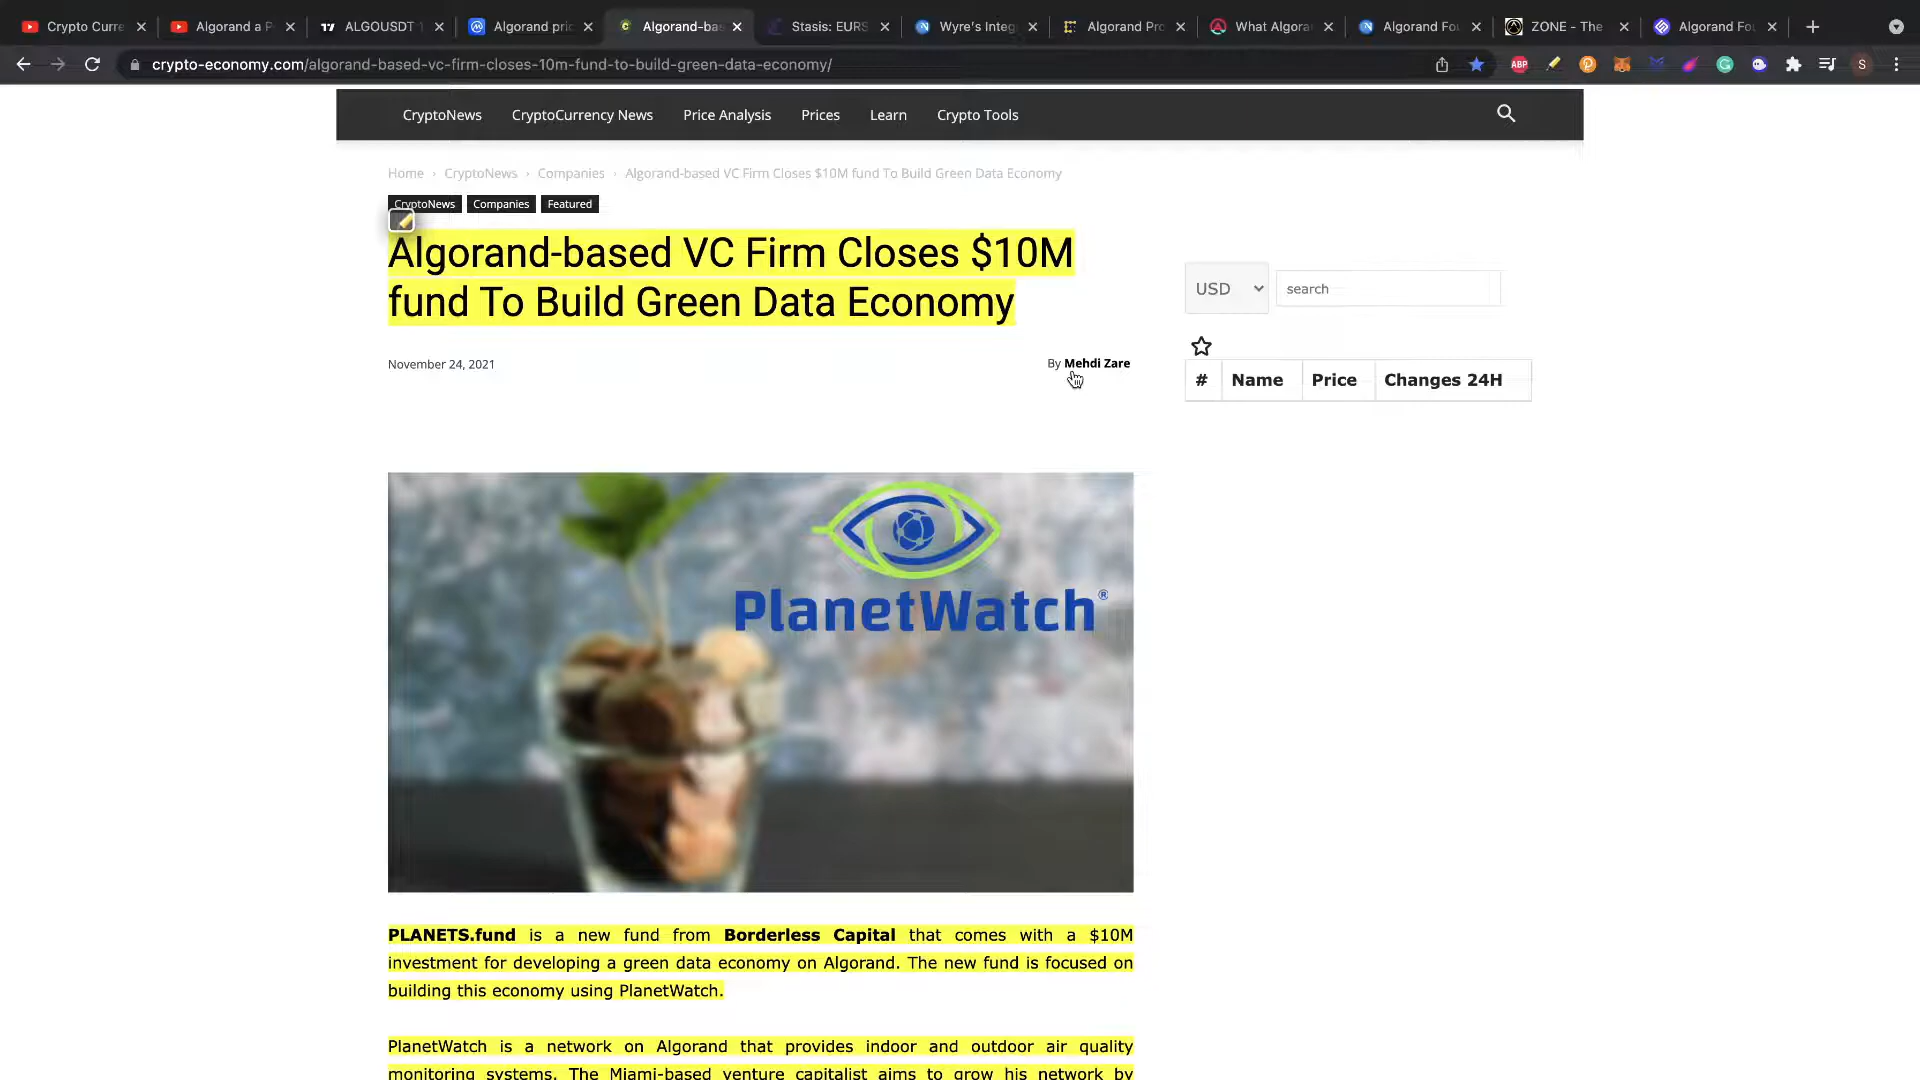 Crypto Curre
Algorand a P
ALGOUSDT 1
Algorand pric
Algorand-bas
Stasis: EURS
Wyre's Integ
Algorand Pro
What Algora
Algorand Fou
ZONE - The
Algorand Fou
crypto-economy.com/algorand-based-vc-firm-closes-10m-fund-to-build-green-data-economy/
ABP
S
CryptoNews CryptoCurrency News Price Analysis Prices Learn Crypto Tools
Home › CryptoNews › Companies › Algorand-based VC Firm Closes $10M fund To Build Green Data Economy
CryptoNews Companies Featured
Algorand-based VC Firm Closes $10M
fund To Build Green Data Economy
November 24, 2021
By Mehdi Zare
USD
search
# Name Price Changes 24H
PlanetWatch®
PLANETS.fund is a new fund from Borderless Capital that comes with a $10M
investment for developing a green data economy on Algorand. The new fund is focused on
building this economy using PlanetWatch.
PlanetWatch is a network on Algorand that provides indoor and outdoor air quality
monitoring systems. The Miami-based venture capitalist aims to grow his network by